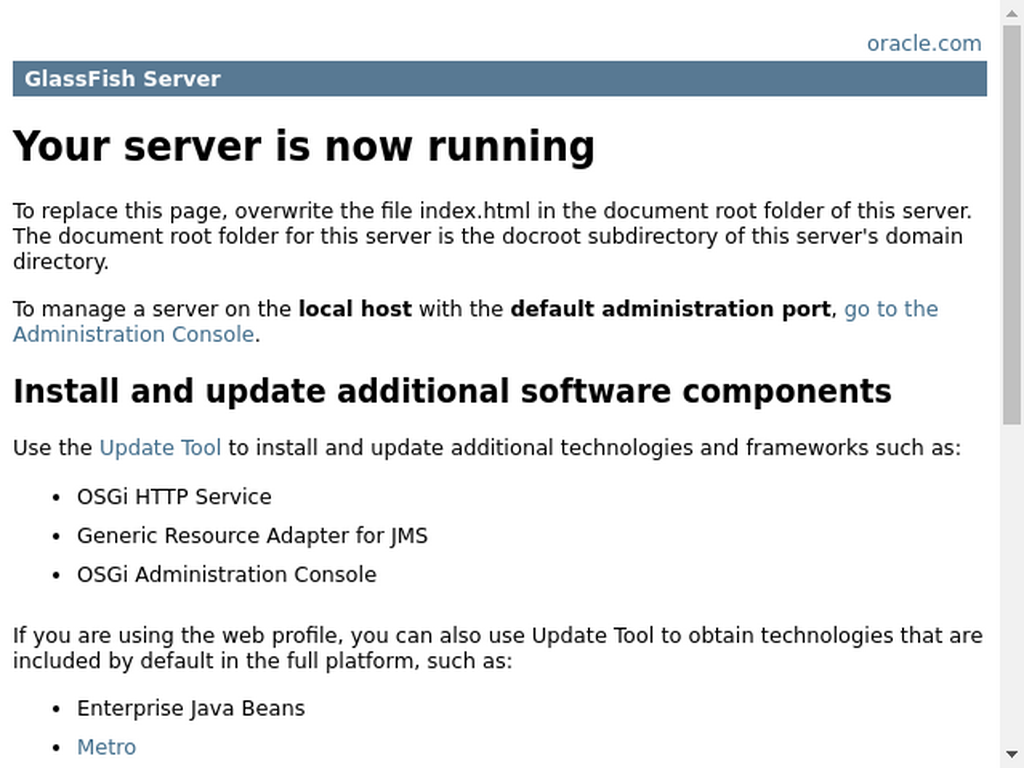 oracle.com
GlassFish Server
Your server is now running
To replace this page, overwrite the file index.html in the document root folder of this server.
The document root folder for this server is the docroot subdirectory of this server's domain
directory.
To manage a server on the local host with the default administration port, go to the
Administration Console.
Install and update additional software components
Use the Update Tool to install and update additional technologies and frameworks such as:
• OSGi HTTP Service
• Generic Resource Adapter for JMS
• OSGi Administration Console
If you are using the web profile, you can also use Update Tool to obtain technologies that are
included by default in the full platform, such as:
• Enterprise Java Beans
• Metro